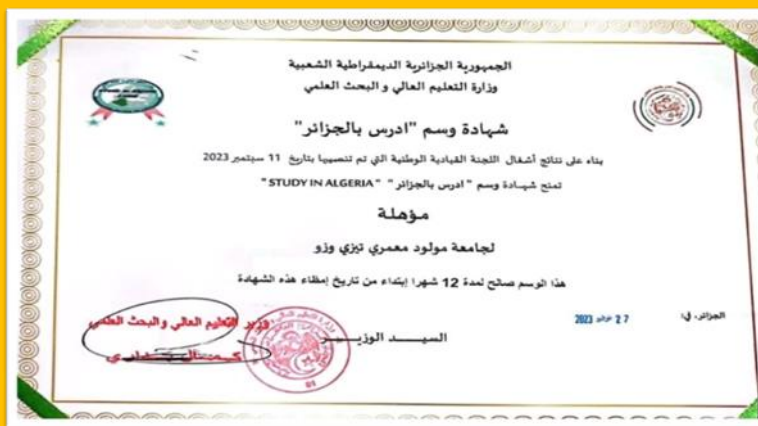 الجمهورية الجزائرية الديمقراطية الشعبية
وزارة التعليم العالي و البحث العلمي
شهادة وسم "ادرس بالجزائر"
بناء على نتائج أشغال اللجنة القيادية الوطنية التي تم تنصيبها بتاريخ 11 سبتمبر 2023
تمنح شهادة وسم " ادرس بالجزائر " " STUDY IN ALGERIA "
مؤهلة
لجامعة مولود معمري تيزي وزو
هذا الوسم صالح لمدة 12 شهرا إبتداء من تاريخ إمظاء هذه الشهادة
الجزائر، في: 27 2023
السيـــد الوزيـــر
وزير التعليم العالي والبحث العلمي